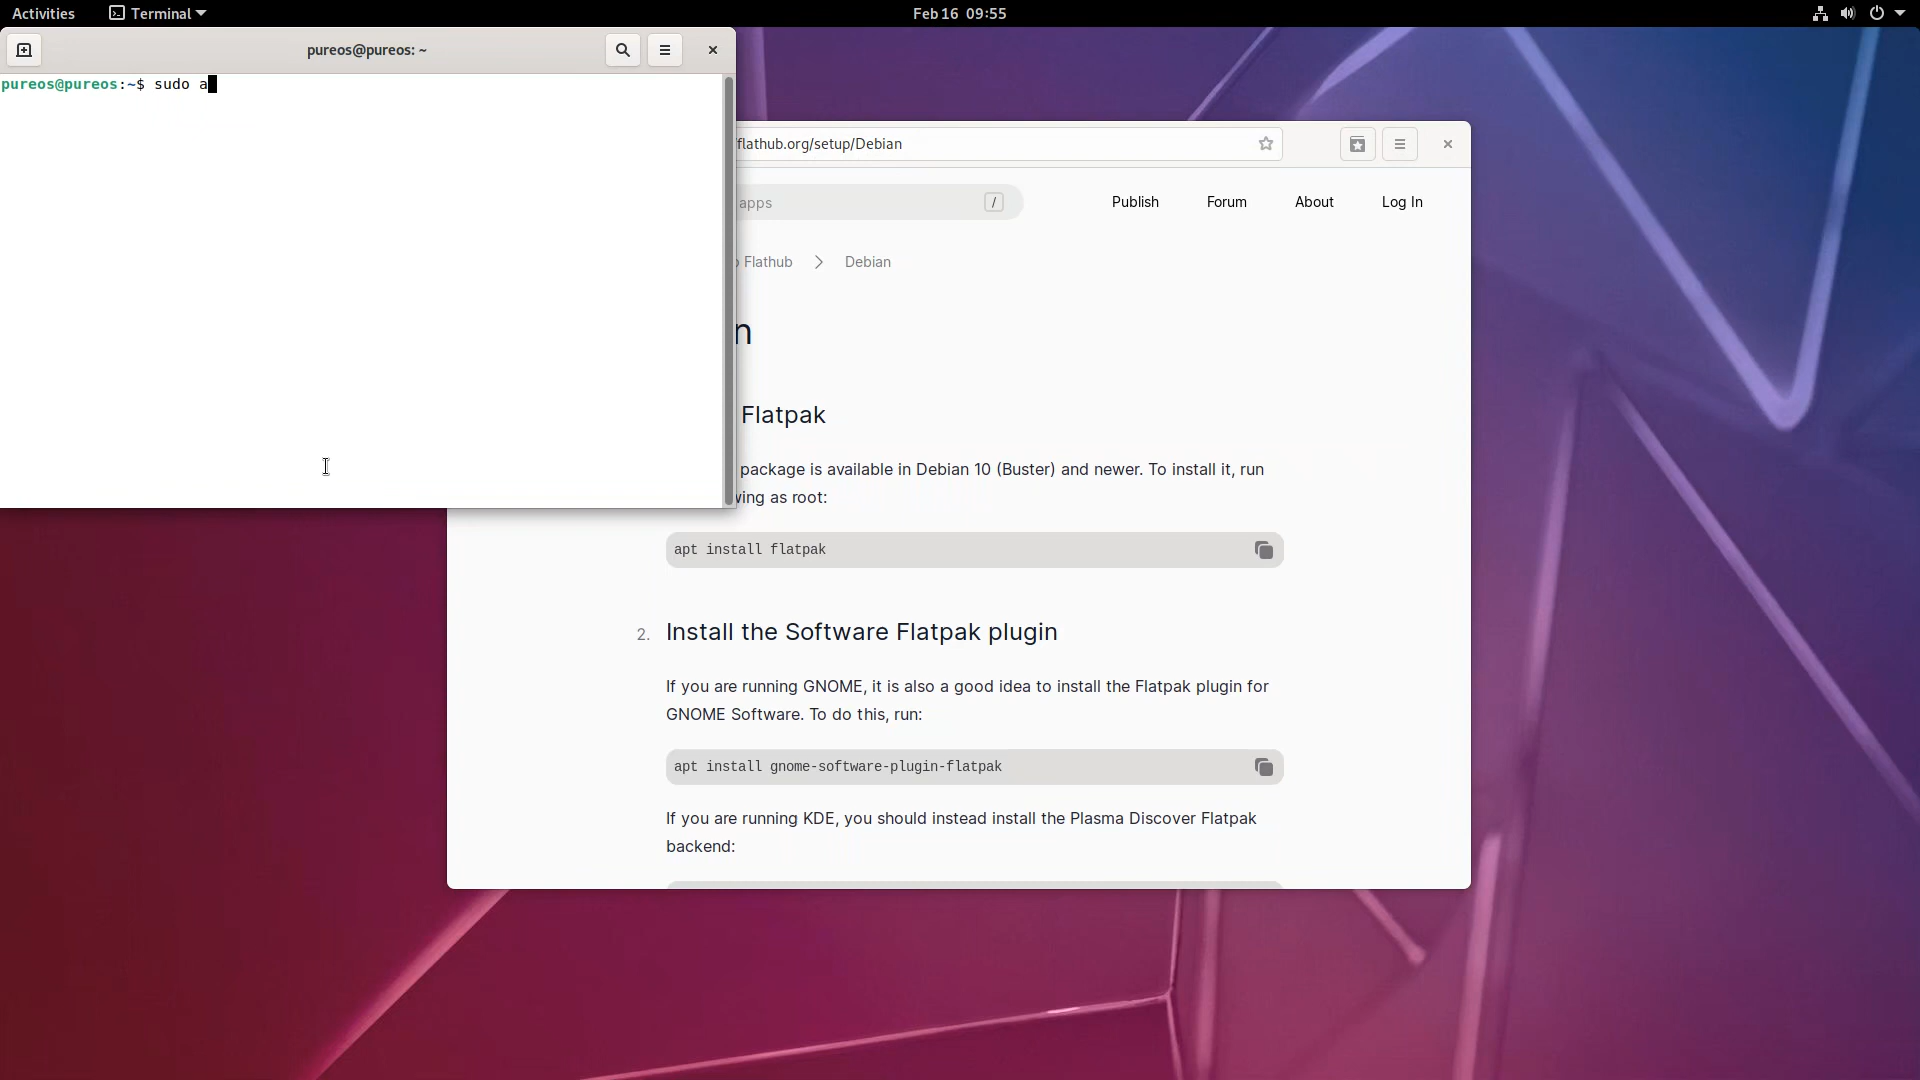 Activities
Terminal
Feb 16 09:55
pureos@pureos: ~
pureos@pureos:~$ sudo a
flathub.org/setup/Debian
apps
/
Publish
Forum
About
Log In
Flathub
Debian
n
Flatpak
package is available in Debian 10 (Buster) and newer. To install it, run
wing as root:
apt install flatpak
2. Install the Software Flatpak plugin
If you are running GNOME, it is also a good idea to install the Flatpak plugin for
GNOME Software. To do this, run:
apt install gnome-software-plugin-flatpak
If you are running KDE, you should instead install the Plasma Discover Flatpak
backend: